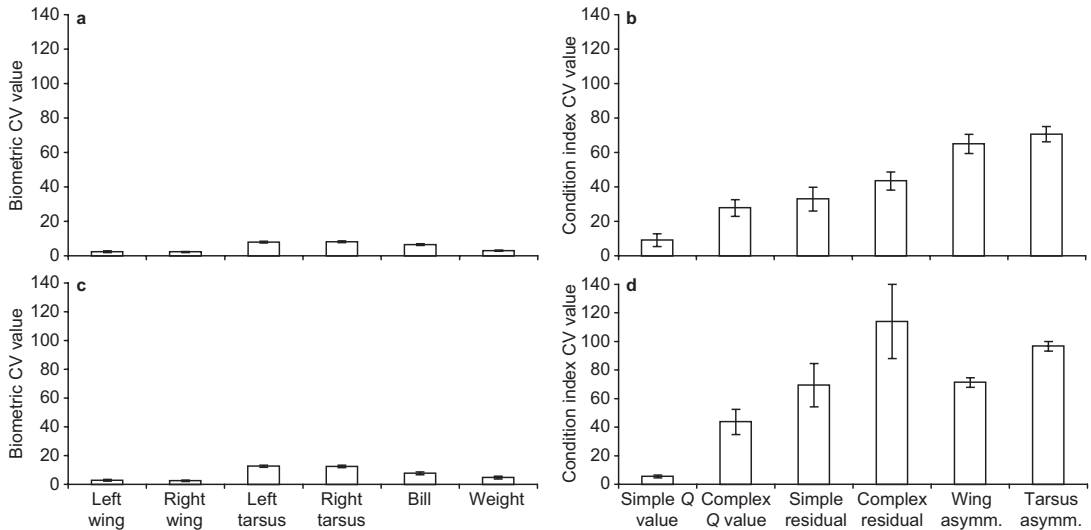 a
Biometric CV value
140
120
100
80
60
40
20
0
b
Condition index CV value
140
120
100
80
60
40
20
0
c
Biometric CV value
140
120
100
80
60
40
20
0
Left
wing
Right
wing
Left
tarsus
Right
tarsus
Bill
Weight
d
Condition index CV value
140
120
100
80
60
40
20
0
Simple Q
value
Complex
Q value
Simple
residual
Complex
residual
Wing
asymm.
Tarsus
asymm.